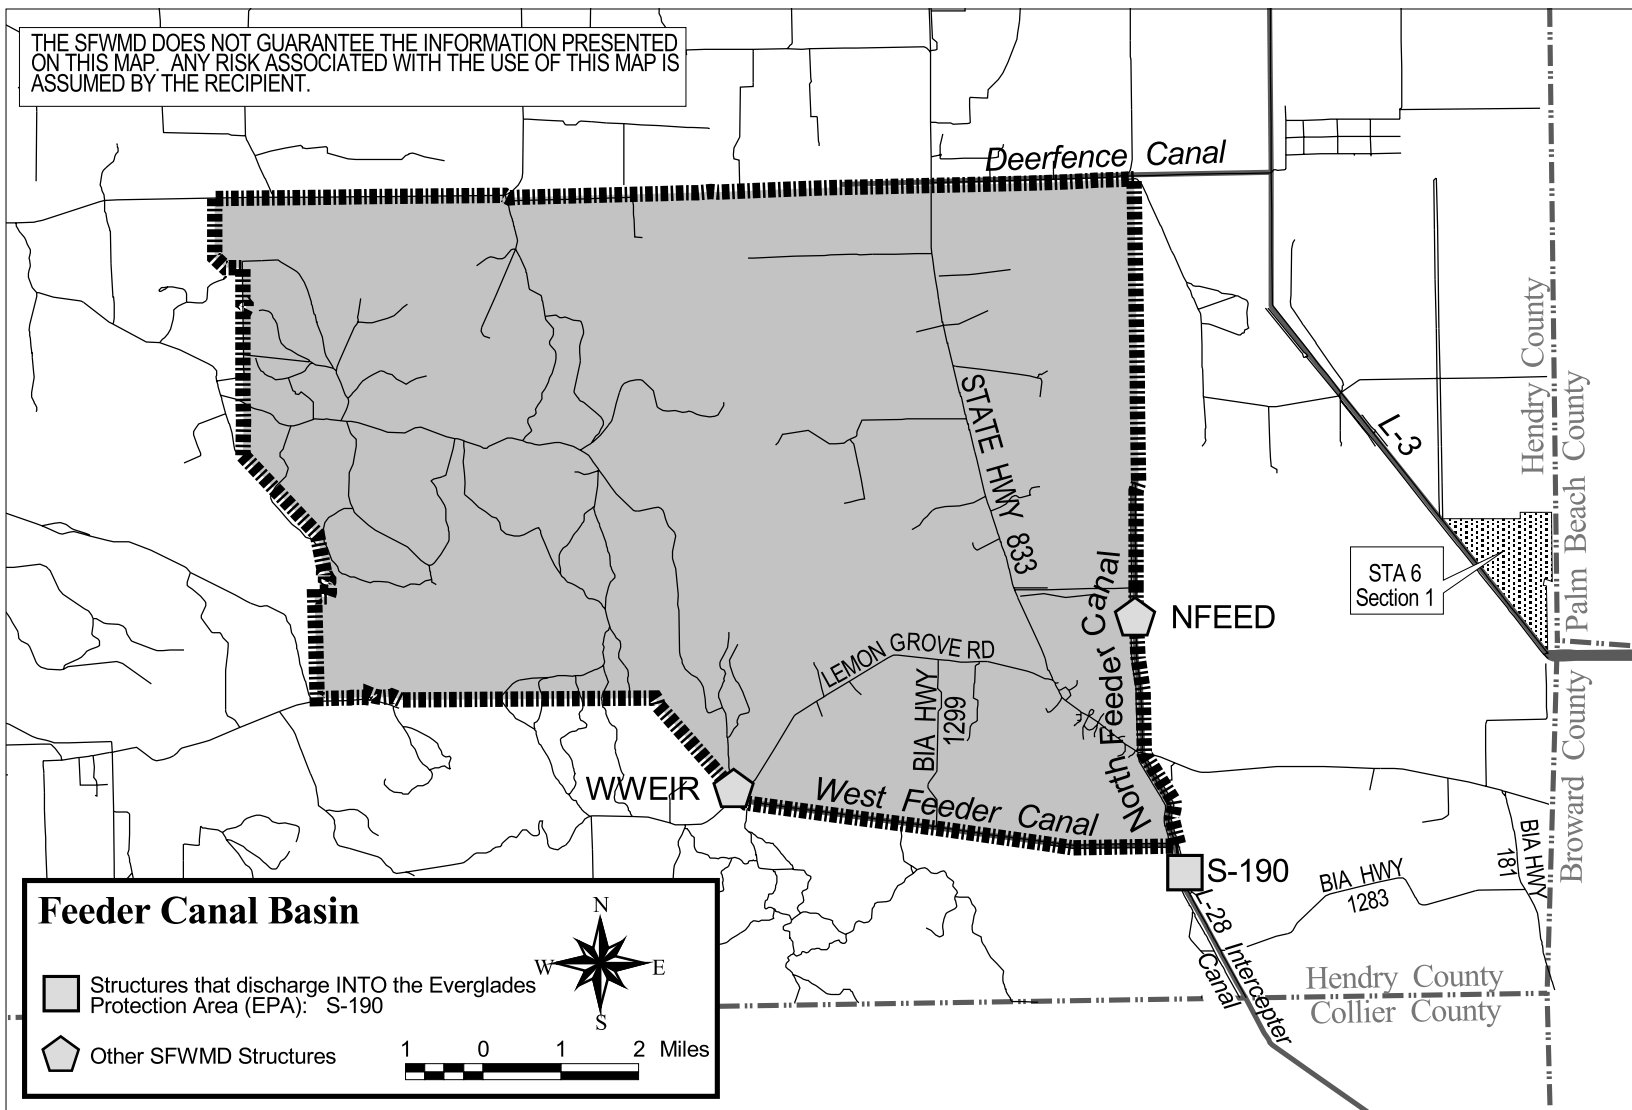 THE SFWMD DOES NOT GUARANTEE THE INFORMATION PRESENTED
ON THIS MAP. ANY RISK ASSOCIATED WITH THE USE OF THIS MAP IS
ASSUMED BY THE RECIPIENT.
Deerfence Canal
Hendry County
Palm Beach County
L-3
STATE HWY 833
STA 6
Section 1
North Feeder Canal
NFEED
LEMON GROVE RD
BIA HWY
1299
WWEIR
West Feeder Canal
Broward County
BIA HWY
181
S-190
BIA HWY
1283
L-28 Intercepter
Canal
Hendry County
Collier County
Feeder Canal Basin
N
W
E
S
Structures that discharge INTO the Everglades
Protection Area (EPA): S-190
Other SFWMD Structures
1 0 1 2 Miles